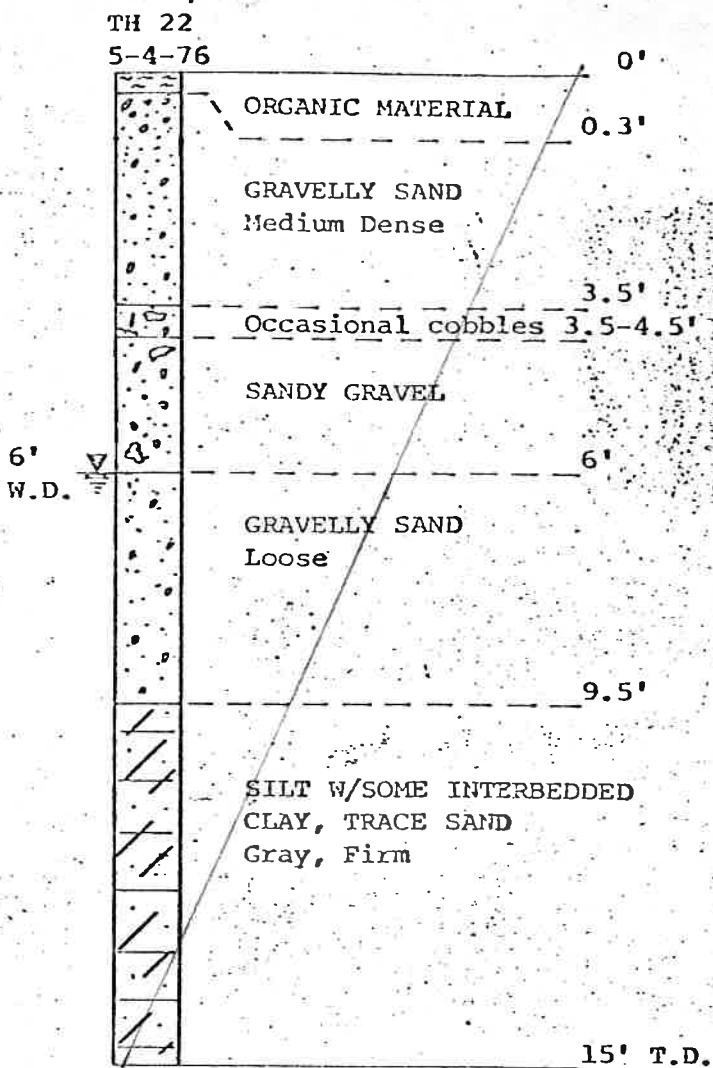 TH 22
5-4-76
0'
ORGANIC MATERIAL
0.3'
GRAVELLY SAND
Medium Dense
3.5'
Occasional cobbles 3.5-4.5'
SANDY GRAVEL
6'
W.D.
6'
GRAVELLY SAND
Loose
9.5'
SILT W/SOME INTERBEDDED
CLAY, TRACE SAND
Gray, Firm
15' T.D.